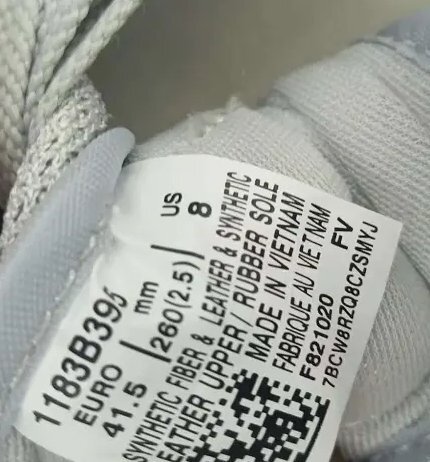 1183B395
EURO
41.5
mm
260(2.5)
US
8
SYNTHETIC FIBER & LEATHER & SYNTHETIC
LEATHER UPPER / RUBBER SOLE
MADE IN VIETNAM
FABRIQUE AU VIETNAM
F821020 FV
7BCW8RZQ8CZSMYJ